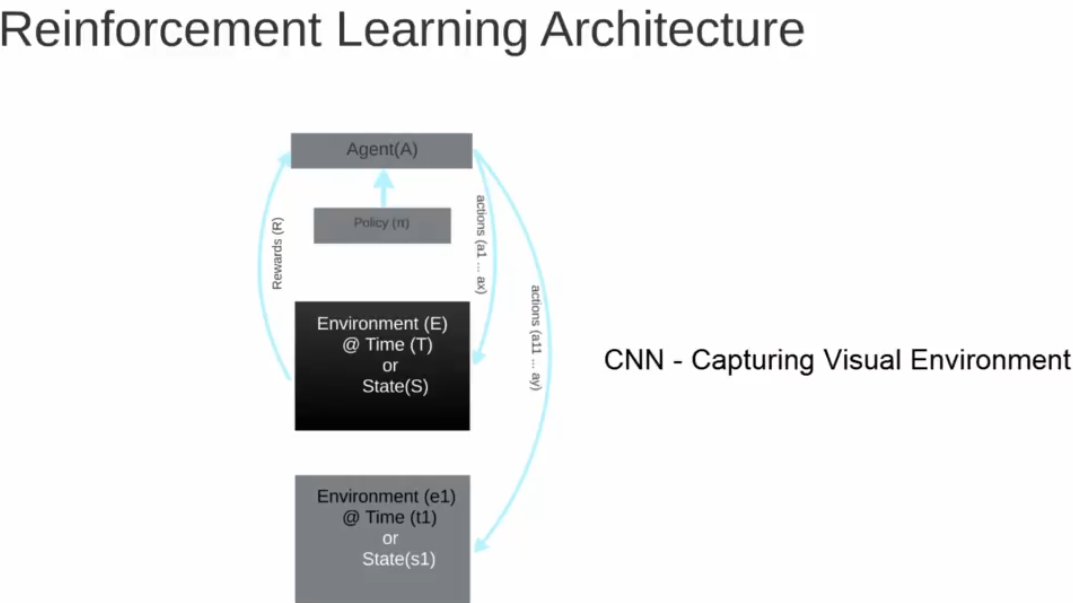 Reinforcement Learning Architecture
Agent(A)
Policy (π)
Rewards (R)
actions (a1 ... ax)
actions (a11 ... ay)
Environment (E)
@ Time (T)
or
State(S)
CNN - Capturing Visual Environment
Environment (e1)
@ Time (t1)
or
State(s1)